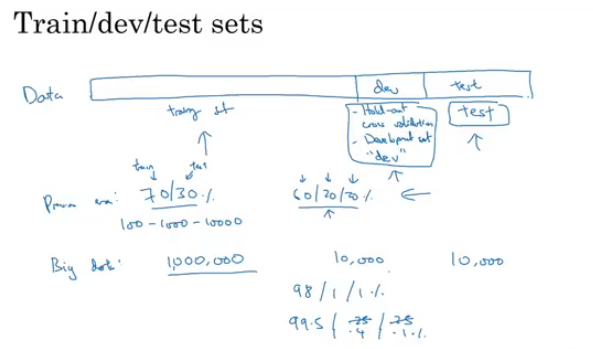 Train/dev/test sets
Data
dev
test
training set
- Hold-out
cross validation
- Development set
"dev"
test
train
test
Previous era:
70/30%
60/20/20%
100-1000-10000
Big data:
1,000,000
10,000
10,000
98/1/1%
99.5/.25/.25
.4/.1%